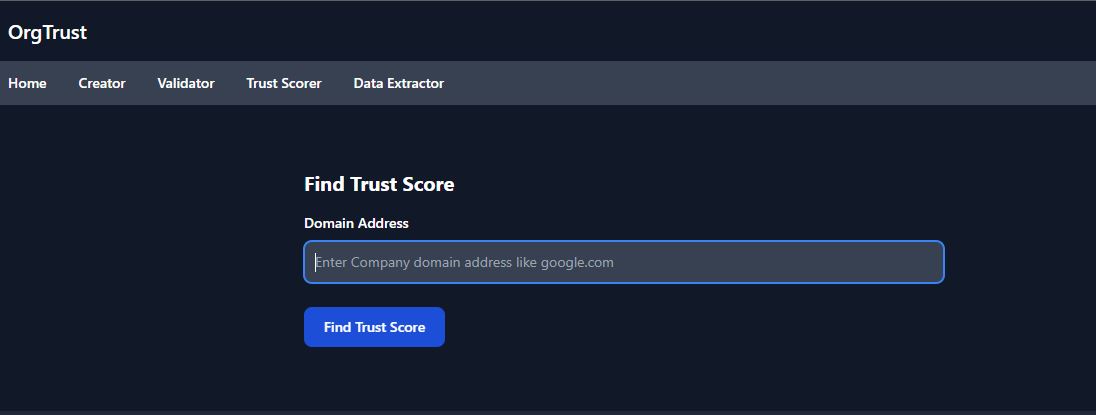 OrgTrust
Home Creator Validator Trust Scorer Data Extractor
Find Trust Score
Domain Address
Enter Company domain address like google.com
Find Trust Score